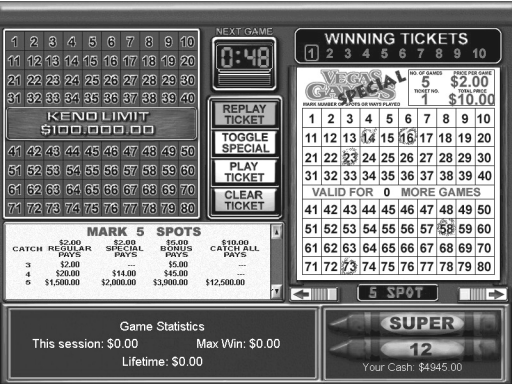 1 2 3 4 5 6 7 8 9 10
11 12 13 14 15 16 17 18 19 20
21 22 23 24 25 26 27 28 29 30
31 32 33 34 35 36 37 38 39 40
KENO LIMIT
$100,000.00
41 42 43 44 45 46 47 48 49 50
51 52 53 54 55 56 57 58 59 60
61 62 63 64 65 66 67 68 69 70
71 72 73 74 75 76 77 78 79 80
NEXT GAME
0:48
REPLAY
TICKET
TOGGLE
SPECIAL
PLAY
TICKET
CLEAR
TICKET
WINNING TICKETS
1 2 3 4 5 6 7 8 9 10
VEGAS
GAMES
SPECIAL
NO. OF GAMES PRICE PER GAME
5 $2.00
TICKET NO. TOTAL PRICE
1 $10.00
MARK NUMBER OF SPOTS OR WAYS PLAYED
1 2 3 4 5 6 7 8 9 10
11 12 13 14 15 16 17 18 19 20
21 22 23 24 25 26 27 28 29 30
31 32 33 34 35 36 37 38 39 40
VALID FOR 0 MORE GAMES
41 42 43 44 45 46 47 48 49 50
51 52 53 54 55 56 57 58 59 60
61 62 63 64 65 66 67 68 69 70
71 72 73 74 75 76 77 78 79 80
5 SPOT
MARK 5 SPOTS
$2.00 $2.00 $5.00 $10.00
CATCH REGULAR SPECIAL BONUS CATCH ALL
PAYS PAYS PAYS PAYS
3 $2.00 --- $5.00
4 $20.00 $14.00 $45.00
5 $1,500.00 $2,000.00 $3,900.00 $12,500.00
Game Statistics
This session: $0.00 Max Win: $0.00
Lifetime: $0.00
SUPER
12
Your Cash: $4945.00